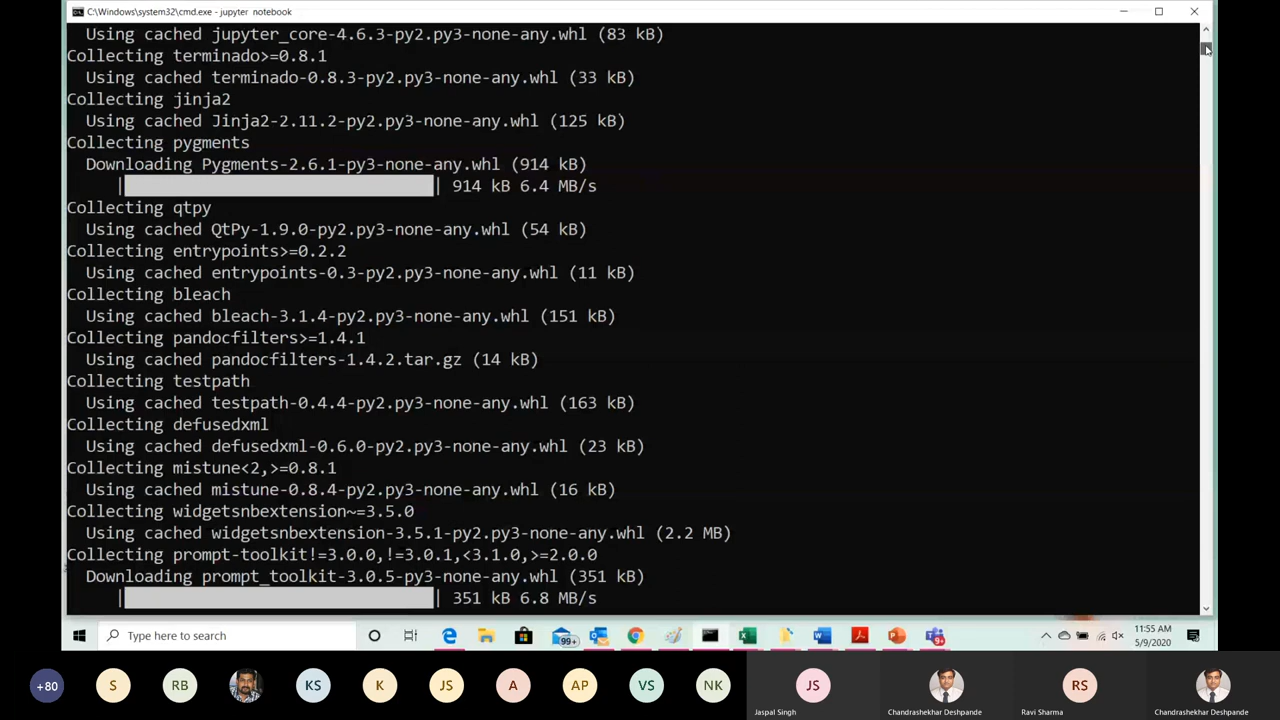 C:\Windows\system32\cmd.exe - jupyter notebook
Using cached jupyter_core-4.6.3-py2.py3-none-any.whl (83 kB)
Collecting terminado>=0.8.1
Using cached terminado-0.8.3-py2.py3-none-any.whl (33 kB)
Collecting jinja2
Using cached Jinja2-2.11.2-py2.py3-none-any.whl (125 kB)
Collecting pygments
Downloading Pygments-2.6.1-py3-none-any.whl (914 kB)
| | 914 kB 6.4 MB/s
Collecting qtpy
Using cached QtPy-1.9.0-py2.py3-none-any.whl (54 kB)
Collecting entrypoints>=0.2.2
Using cached entrypoints-0.3-py2.py3-none-any.whl (11 kB)
Collecting bleach
Using cached bleach-3.1.4-py2.py3-none-any.whl (151 kB)
Collecting pandocfilters>=1.4.1
Using cached pandocfilters-1.4.2.tar.gz (14 kB)
Collecting testpath
Using cached testpath-0.4.4-py2.py3-none-any.whl (163 kB)
Collecting defusedxml
Using cached defusedxml-0.6.0-py2.py3-none-any.whl (23 kB)
Collecting mistune<2,>=0.8.1
Using cached mistune-0.8.4-py2.py3-none-any.whl (16 kB)
Collecting widgetsnbextension~=3.5.0
Using cached widgetsnbextension-3.5.1-py2.py3-none-any.whl (2.2 MB)
Collecting prompt-toolkit!=3.0.0,!=3.0.1,<3.1.0,>=2.0.0
Downloading prompt_toolkit-3.0.5-py3-none-any.whl (351 kB)
| | 351 kB 6.8 MB/s
Type here to search
99+
9+
11:55 AM
5/9/2020
+80 S RB KS K JS A AP VS NK JS RS
Jaspal Singh Chandrashekhar Deshpande Ravi Sharma Chandrashekhar Deshpande